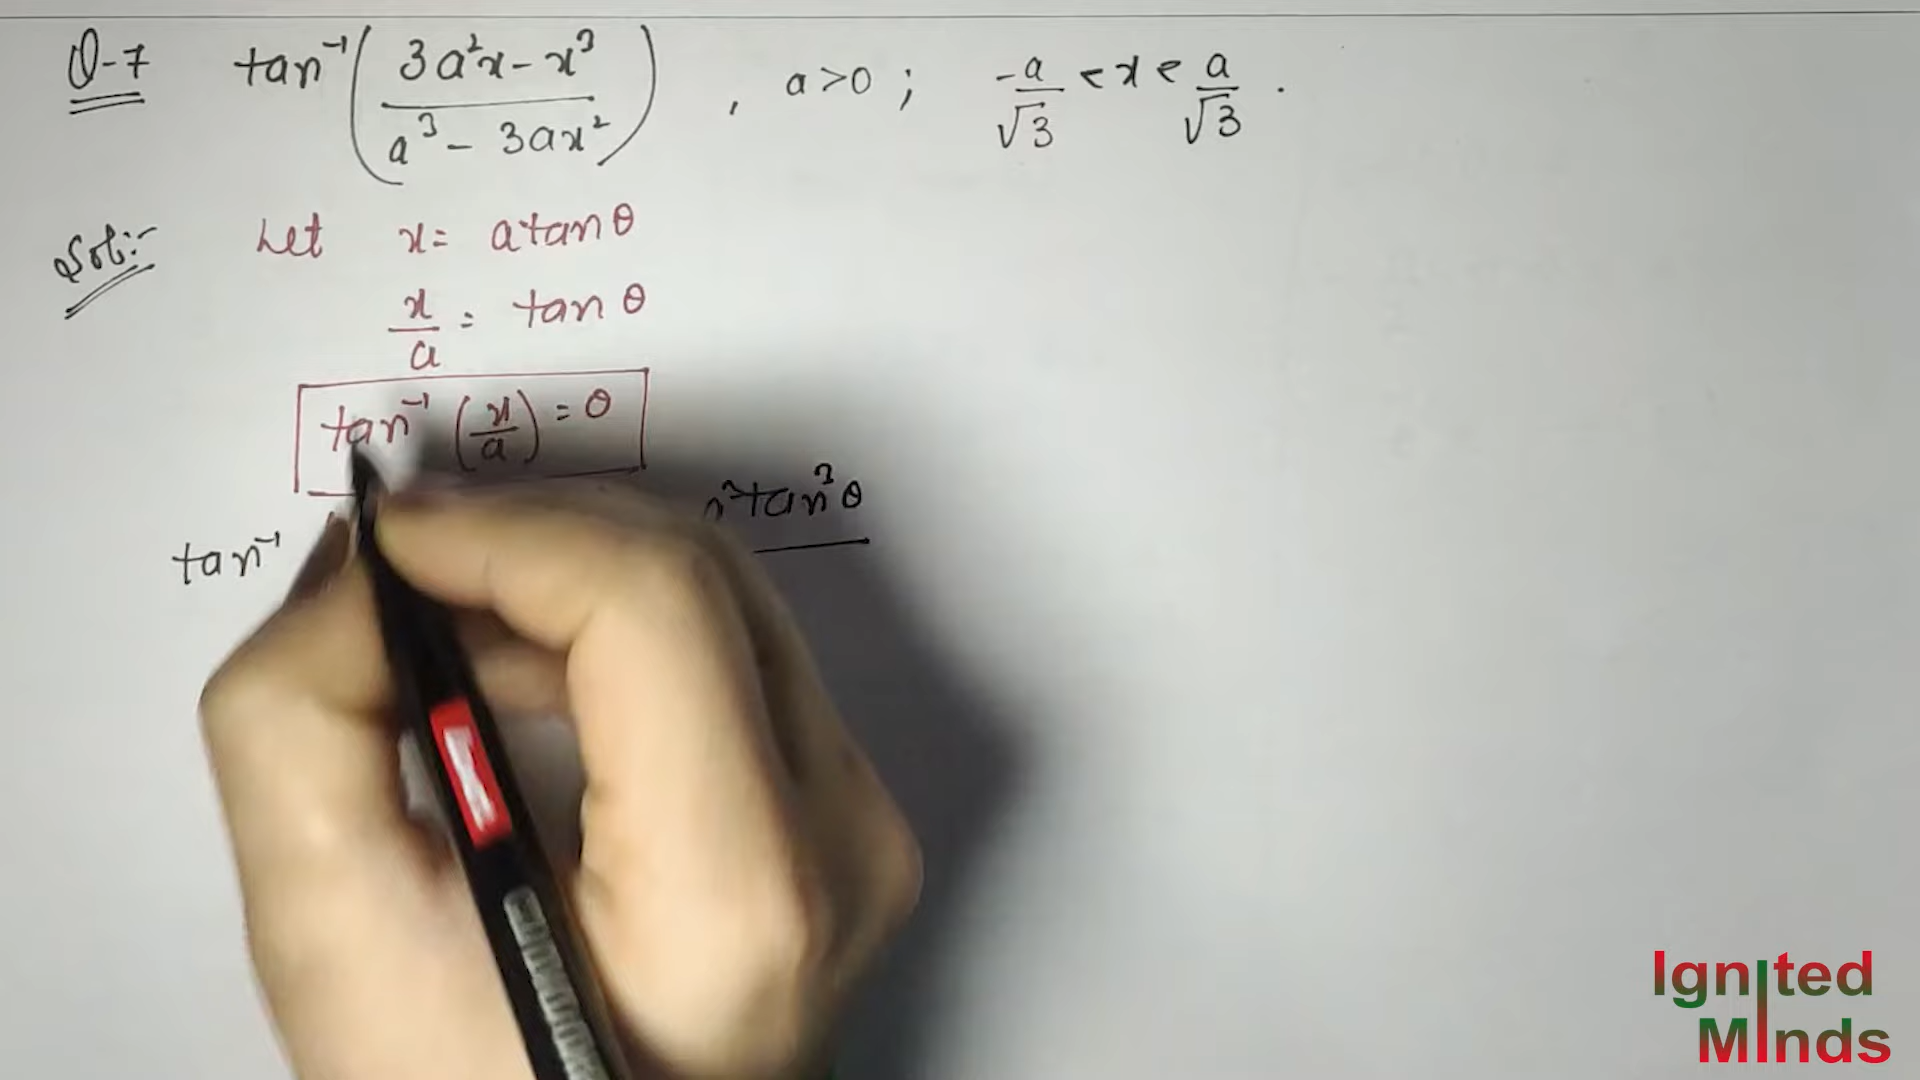 Q-7 tan⁻¹(3a²x - x³ / a³ - 3ax²), a>0; -a/√3 < x < a/√3.
Sol:- Let x = a tan θ
x/a = tan θ
tan⁻¹(x/a) = θ
tan⁻¹ tan³θ
Ignited
Minds